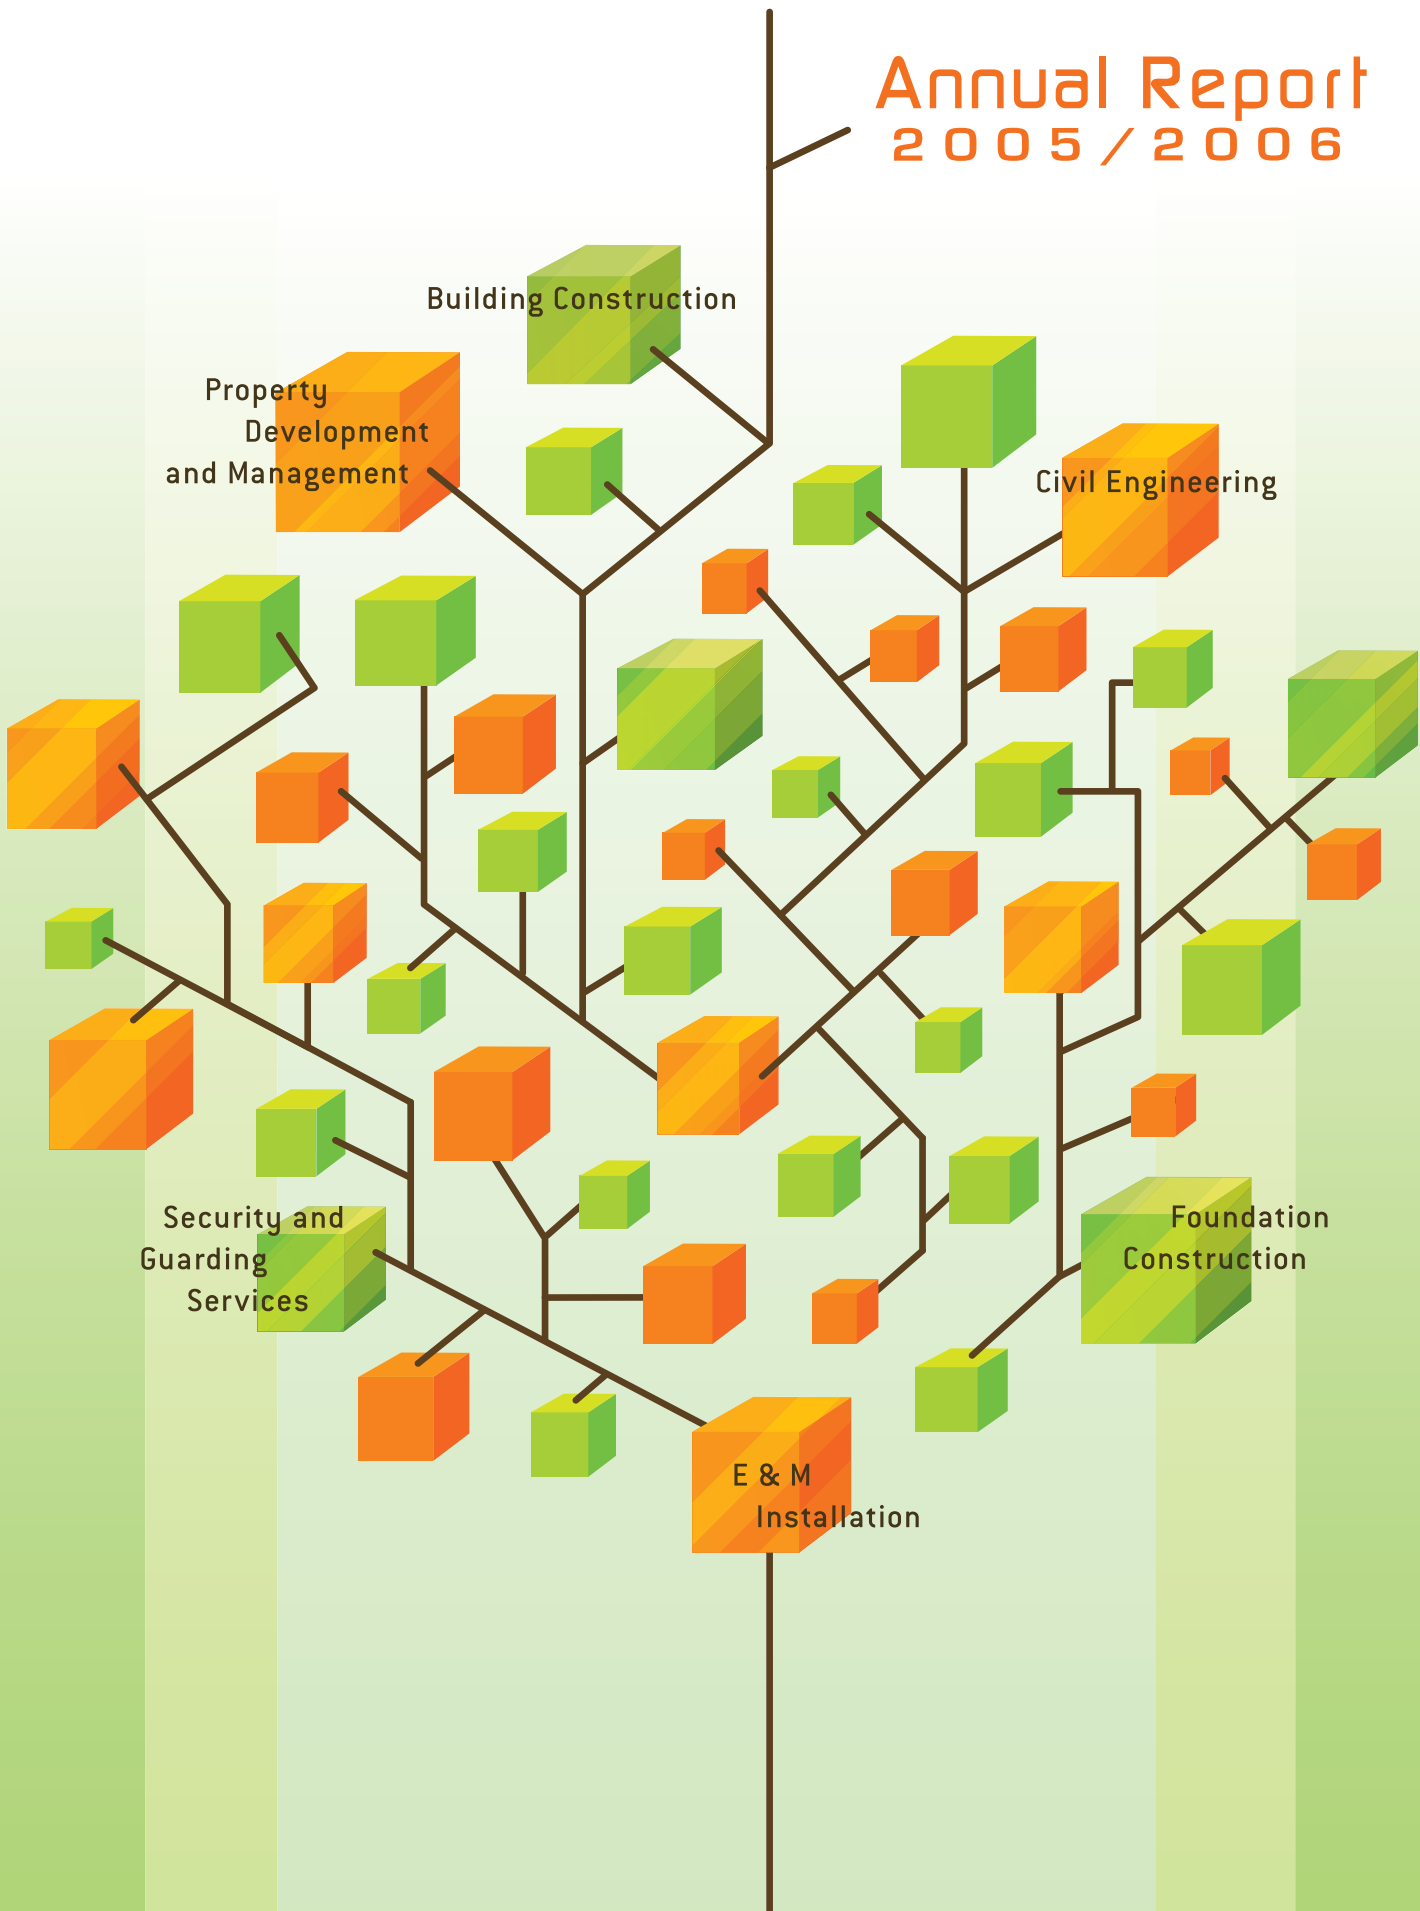 Annual Report
2005/2006
Building Construction
Property
Development
and Management
Civil Engineering
Security and
Guarding
Services
Foundation
Construction
E & M
Installation